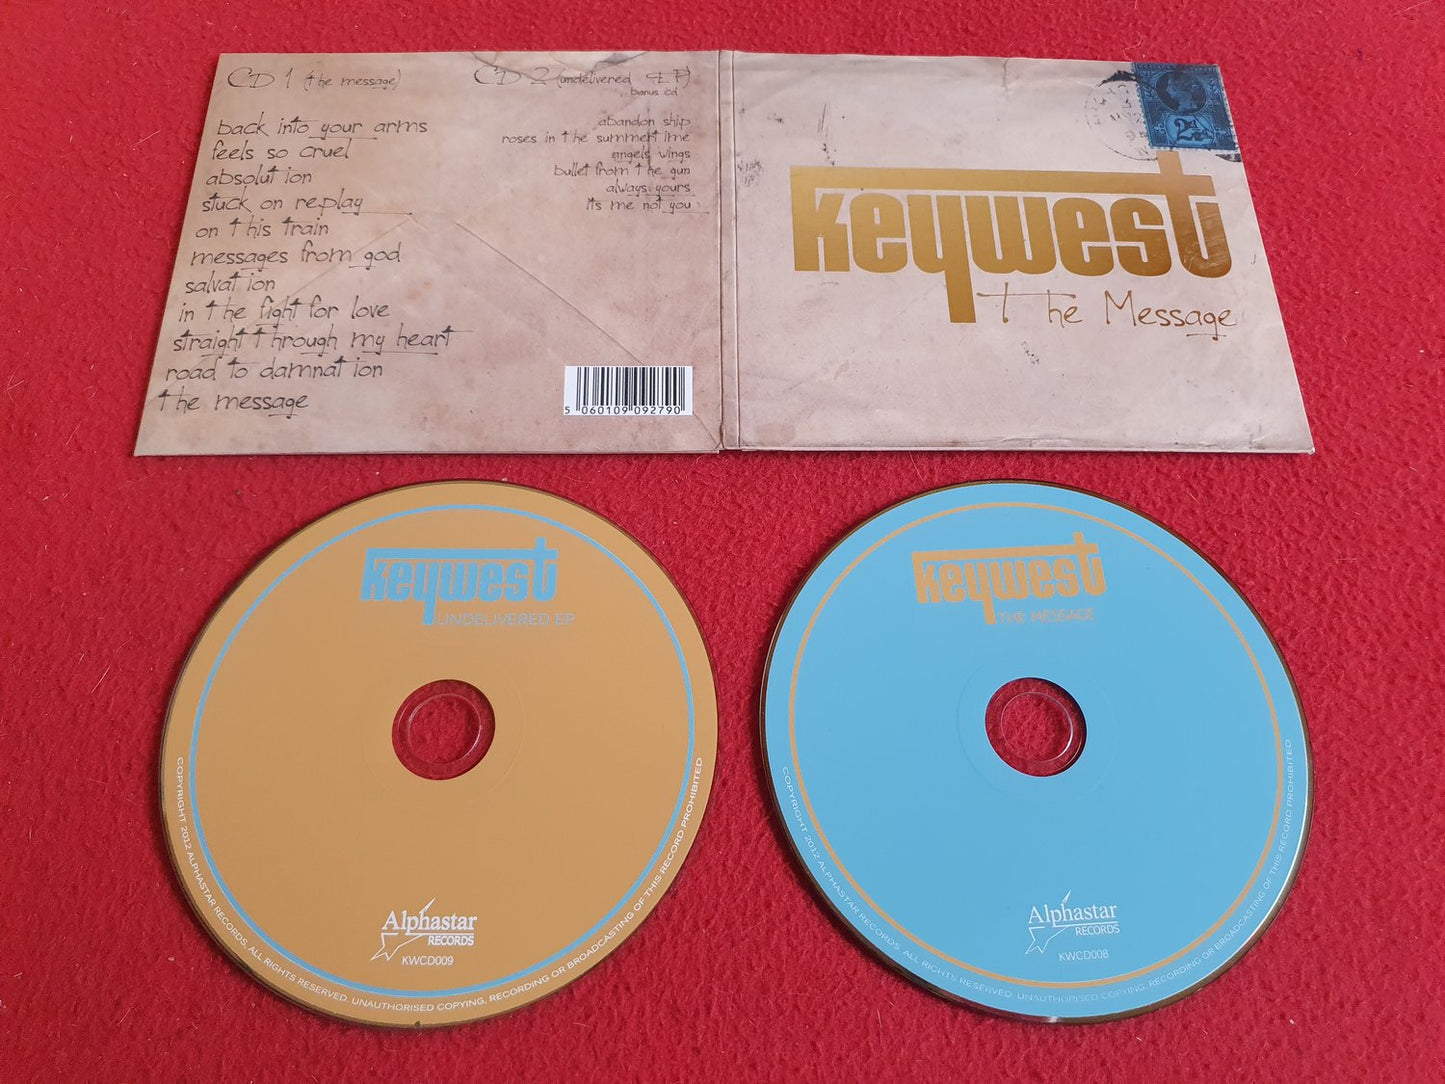 CD 1 (the message)
back into your arms
feels so cruel
absolution
stuck on replay
on this train
messages from god
salvation
in the fight for love
straight through my heart
road to damnation
the message
CD 2 (undelivered EP)
bonus cd
abandon ship
roses in the summertime
angels wings
bullet from the gun
always yours
its me not you
5 060109 092790
2½d
keywest
the Message
keywest
UNDELIVERED EP
Alphastar
RECORDS
KWCD009
COPYRIGHT 2012 ALPHASTAR RECORDS. ALL RIGHTS RESERVED. UNAUTHORISED COPYING, RECORDING OR BROADCASTING OF THIS RECORD PROHIBITED
keywest
THE MESSAGE
Alphastar
RECORDS
KWCD008
COPYRIGHT 2012 ALPHASTAR RECORDS. ALL RIGHTS RESERVED. UNAUTHORISED COPYING, RECORDING OR BROADCASTING OF THIS RECORD PROHIBITED